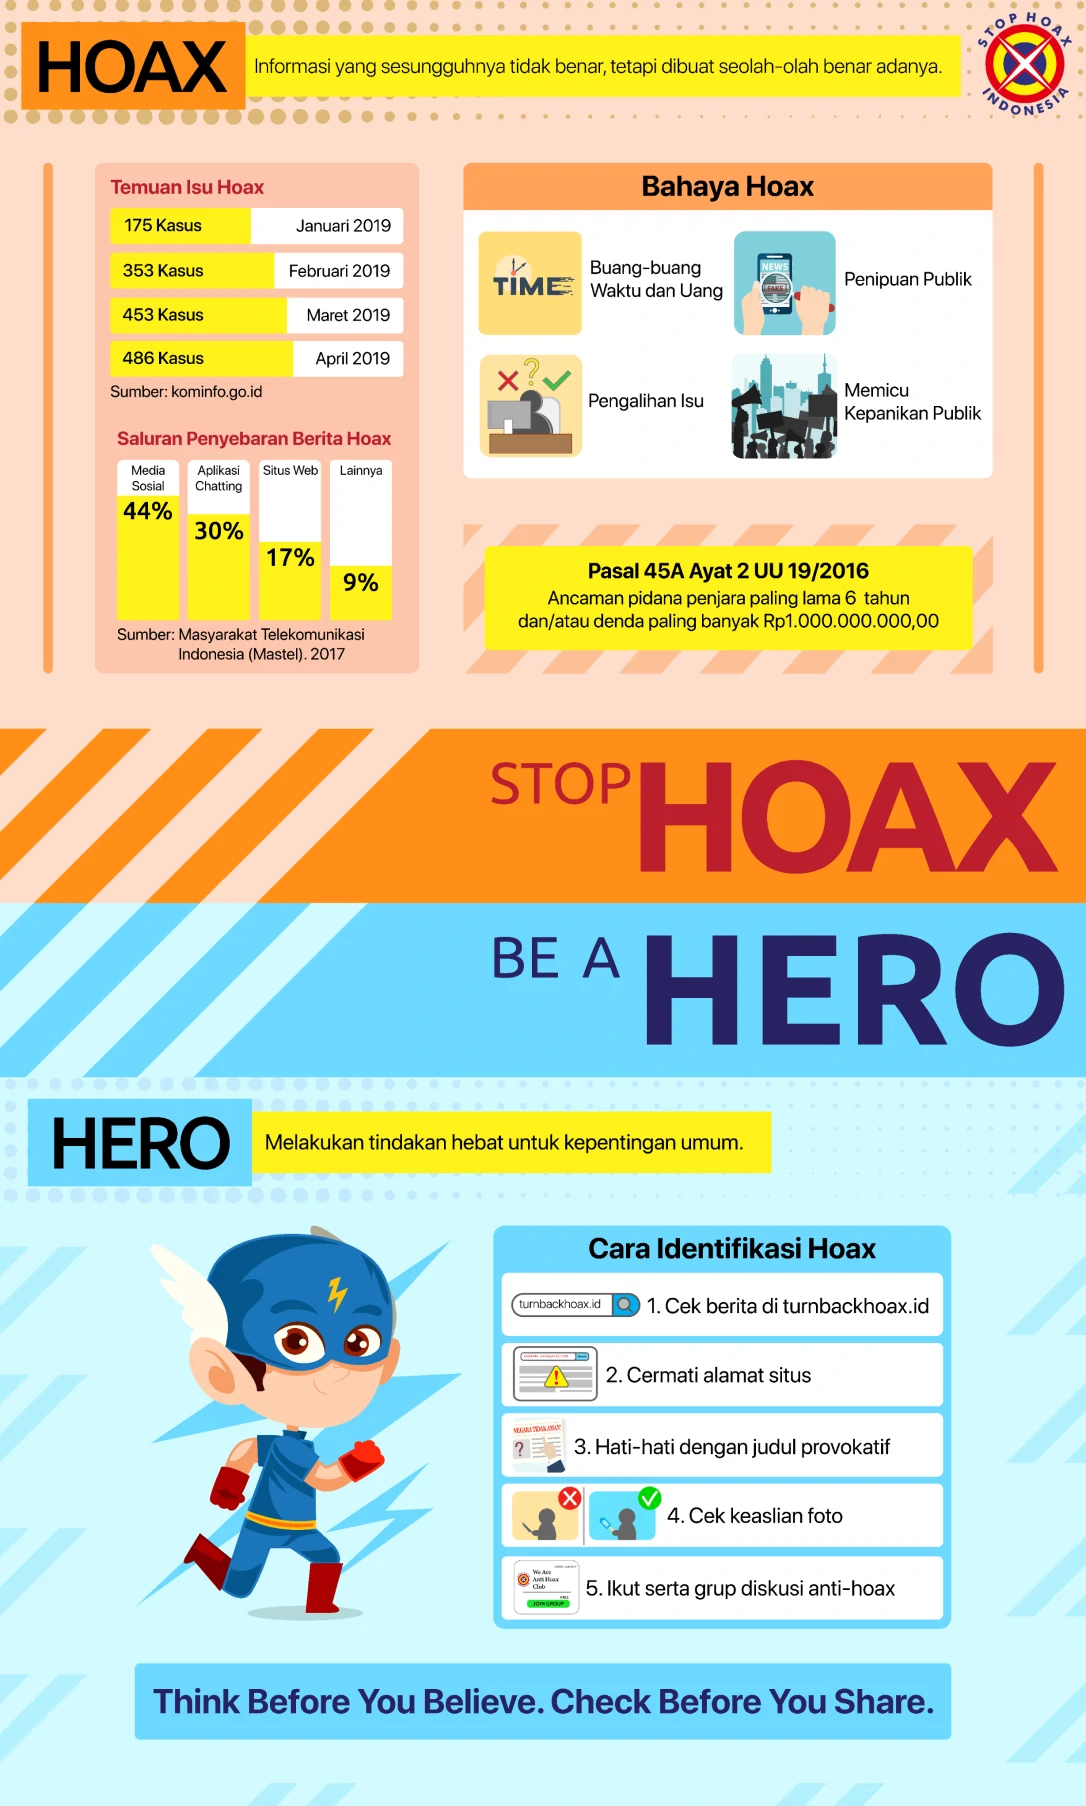 HOAX
Informasi yang sesungguhnya tidak benar, tetapi dibuat seolah-olah benar adanya.
STOP HOAX
INDONESIA
Temuan Isu Hoax
175 Kasus Januari 2019
353 Kasus Februari 2019
453 Kasus Maret 2019
486 Kasus April 2019
Sumber: kominfo.go.id
Saluran Penyebaran Berita Hoax
Media
Sosial
44%
Aplikasi
Chatting
30%
Situs Web
17%
Lainnya
9%
Sumber: Masyarakat Telekomunikasi
Indonesia (Mastel). 2017
Bahaya Hoax
TIME
Buang-buang
Waktu dan Uang
NEWS
FAKE
Penipuan Publik
Pengalihan Isu
Memicu
Kepanikan Publik
Pasal 45A Ayat 2 UU 19/2016
Ancaman pidana penjara paling lama 6 tahun
dan/atau denda paling banyak Rp1.000.000.000,00
STOP HOAX
BE A HERO
HERO
Melakukan tindakan hebat untuk kepentingan umum.
Cara Identifikasi Hoax
turnbackhoax.id
1. Cek berita di turnbackhoax.id
2. Cermati alamat situs
NEGARA TIDAK AMAN!
3. Hati-hati dengan judul provokatif
4. Cek keaslian foto
We Are
Anti Hoax
Club
FREE
JOIN GROUP
5. Ikut serta grup diskusi anti-hoax
Think Before You Believe. Check Before You Share.